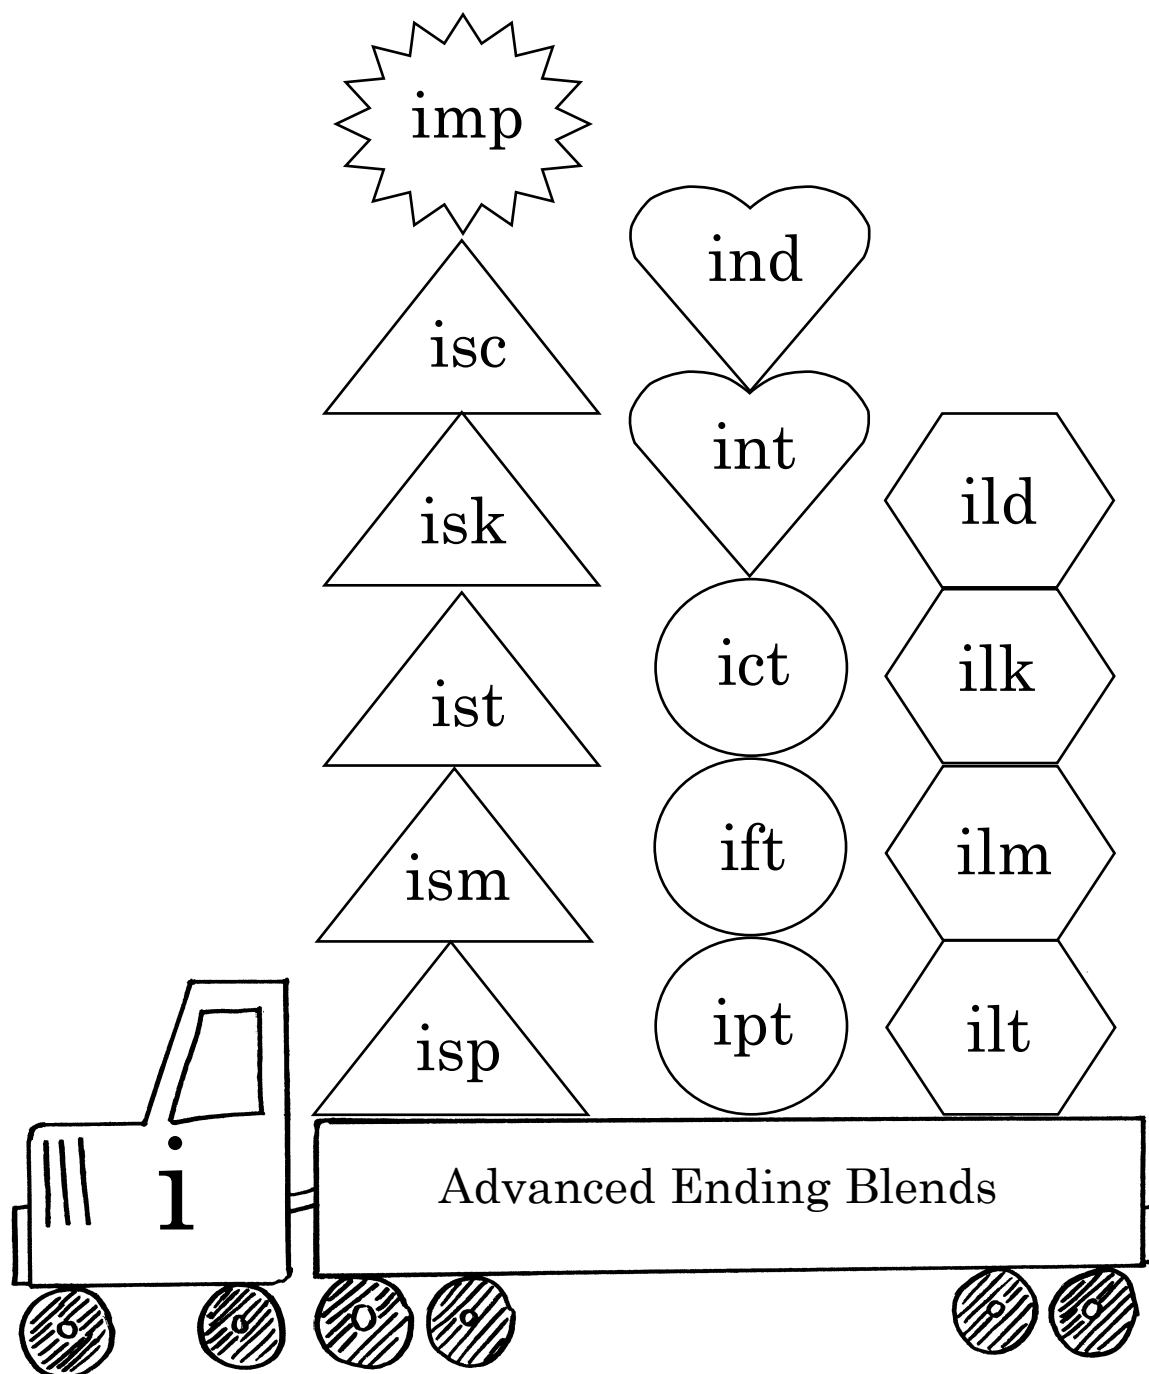 imp
isc
isk
ist
ism
isp
ind
int
ict
ift
ipt
ild
ilk
ilm
ilt
i
Advanced Ending Blends